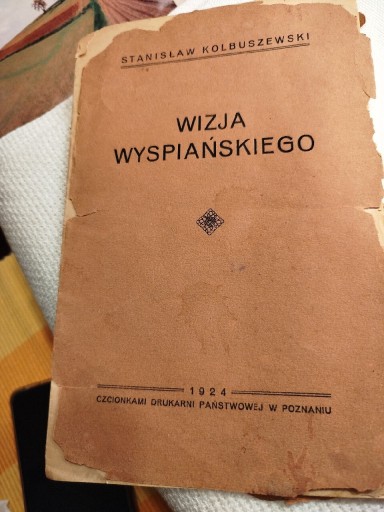 STANISŁAW KOLBUSZEWSKI
WIZJA
WYSPIAŃSKIEGO
1924
CZCIONKAMI DRUKARNI PAŃSTWOWEJ W POZNANIU